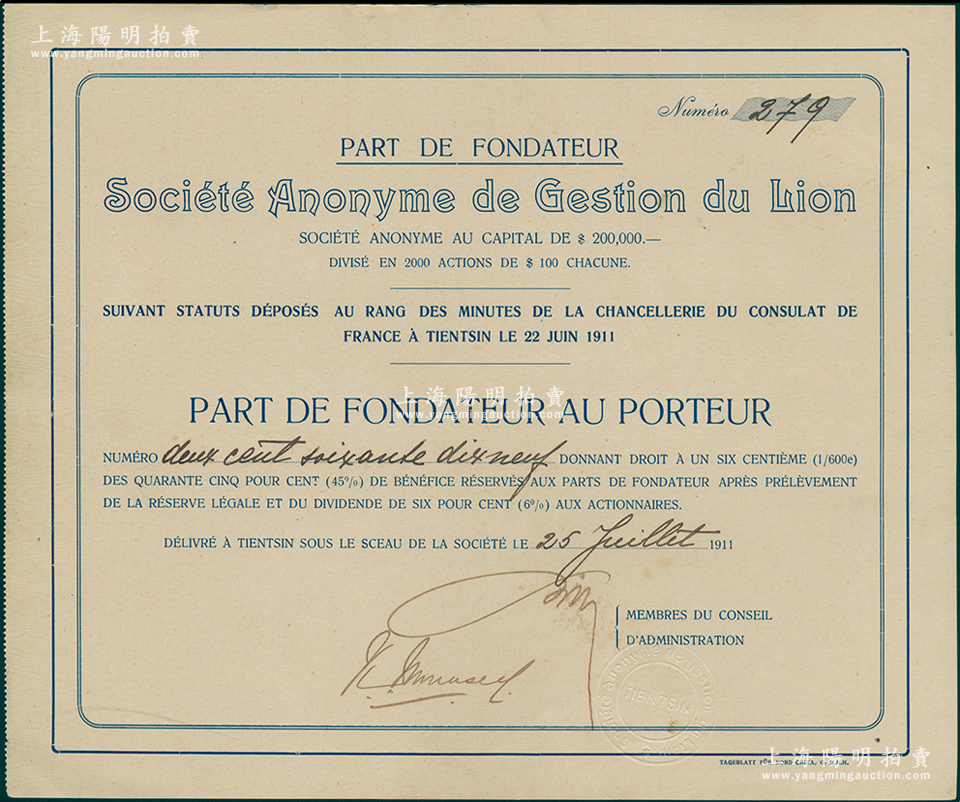 上海陽明拍賣
www.yangmingauction.com
Numéro 279
PART DE FONDATEUR
Société Anonyme de Gestion du Lion
SOCIÉTÉ ANONYME AU CAPITAL DE $ 200,000.—
DIVISÉ EN 2000 ACTIONS DE $ 100 CHACUNE.
SUIVANT STATUTS DÉPOSÉS AU RANG DES MINUTES DE LA CHANCELLERIE DU CONSULAT DE
FRANCE À TIENTSIN LE 22 JUIN 1911
上海陽明拍賣
www.yangmingauction.com
PART DE FONDATEUR AU PORTEUR
NUMÉRO deux cent soixante dixneuf DONNANT DROIT À UN SIX CENTIÈME (1/600e)
DES QUARANTE CINQ POUR CENT (45%) DE BÉNÉFICE RÉSERVÉS AUX PARTS DE FONDATEUR APRÈS PRÉLÈVEMENT
DE LA RÉSERVE LÉGALE ET DU DIVIDENDE DE SIX POUR CENT (6%) AUX ACTIONNAIRES.
DÉLIVRÉ À TIENTSIN SOUS LE SCEAU DE LA SOCIÉTÉ LE 25 Juillet 1911
MEMBRES DU CONSEIL
D'ADMINISTRATION
TIENTSIN
TAGEBLATT FÜR NORD CHINA,
上海陽明拍賣
www.yangmingauction.com